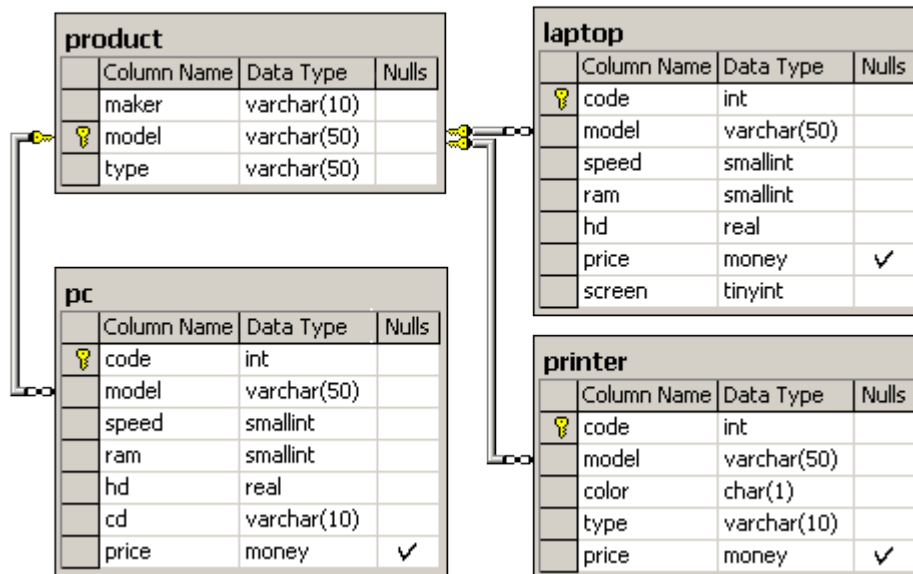 product
Column Name Data Type Nulls
maker varchar(10)
model varchar(50)
type varchar(50)
laptop
Column Name Data Type Nulls
code int
model varchar(50)
speed smallint
ram smallint
hd real
price money
screen tinyint
pc
Column Name Data Type Nulls
code int
model varchar(50)
speed smallint
ram smallint
hd real
cd varchar(10)
price money
printer
Column Name Data Type Nulls
code int
model varchar(50)
color char(1)
type varchar(10)
price money